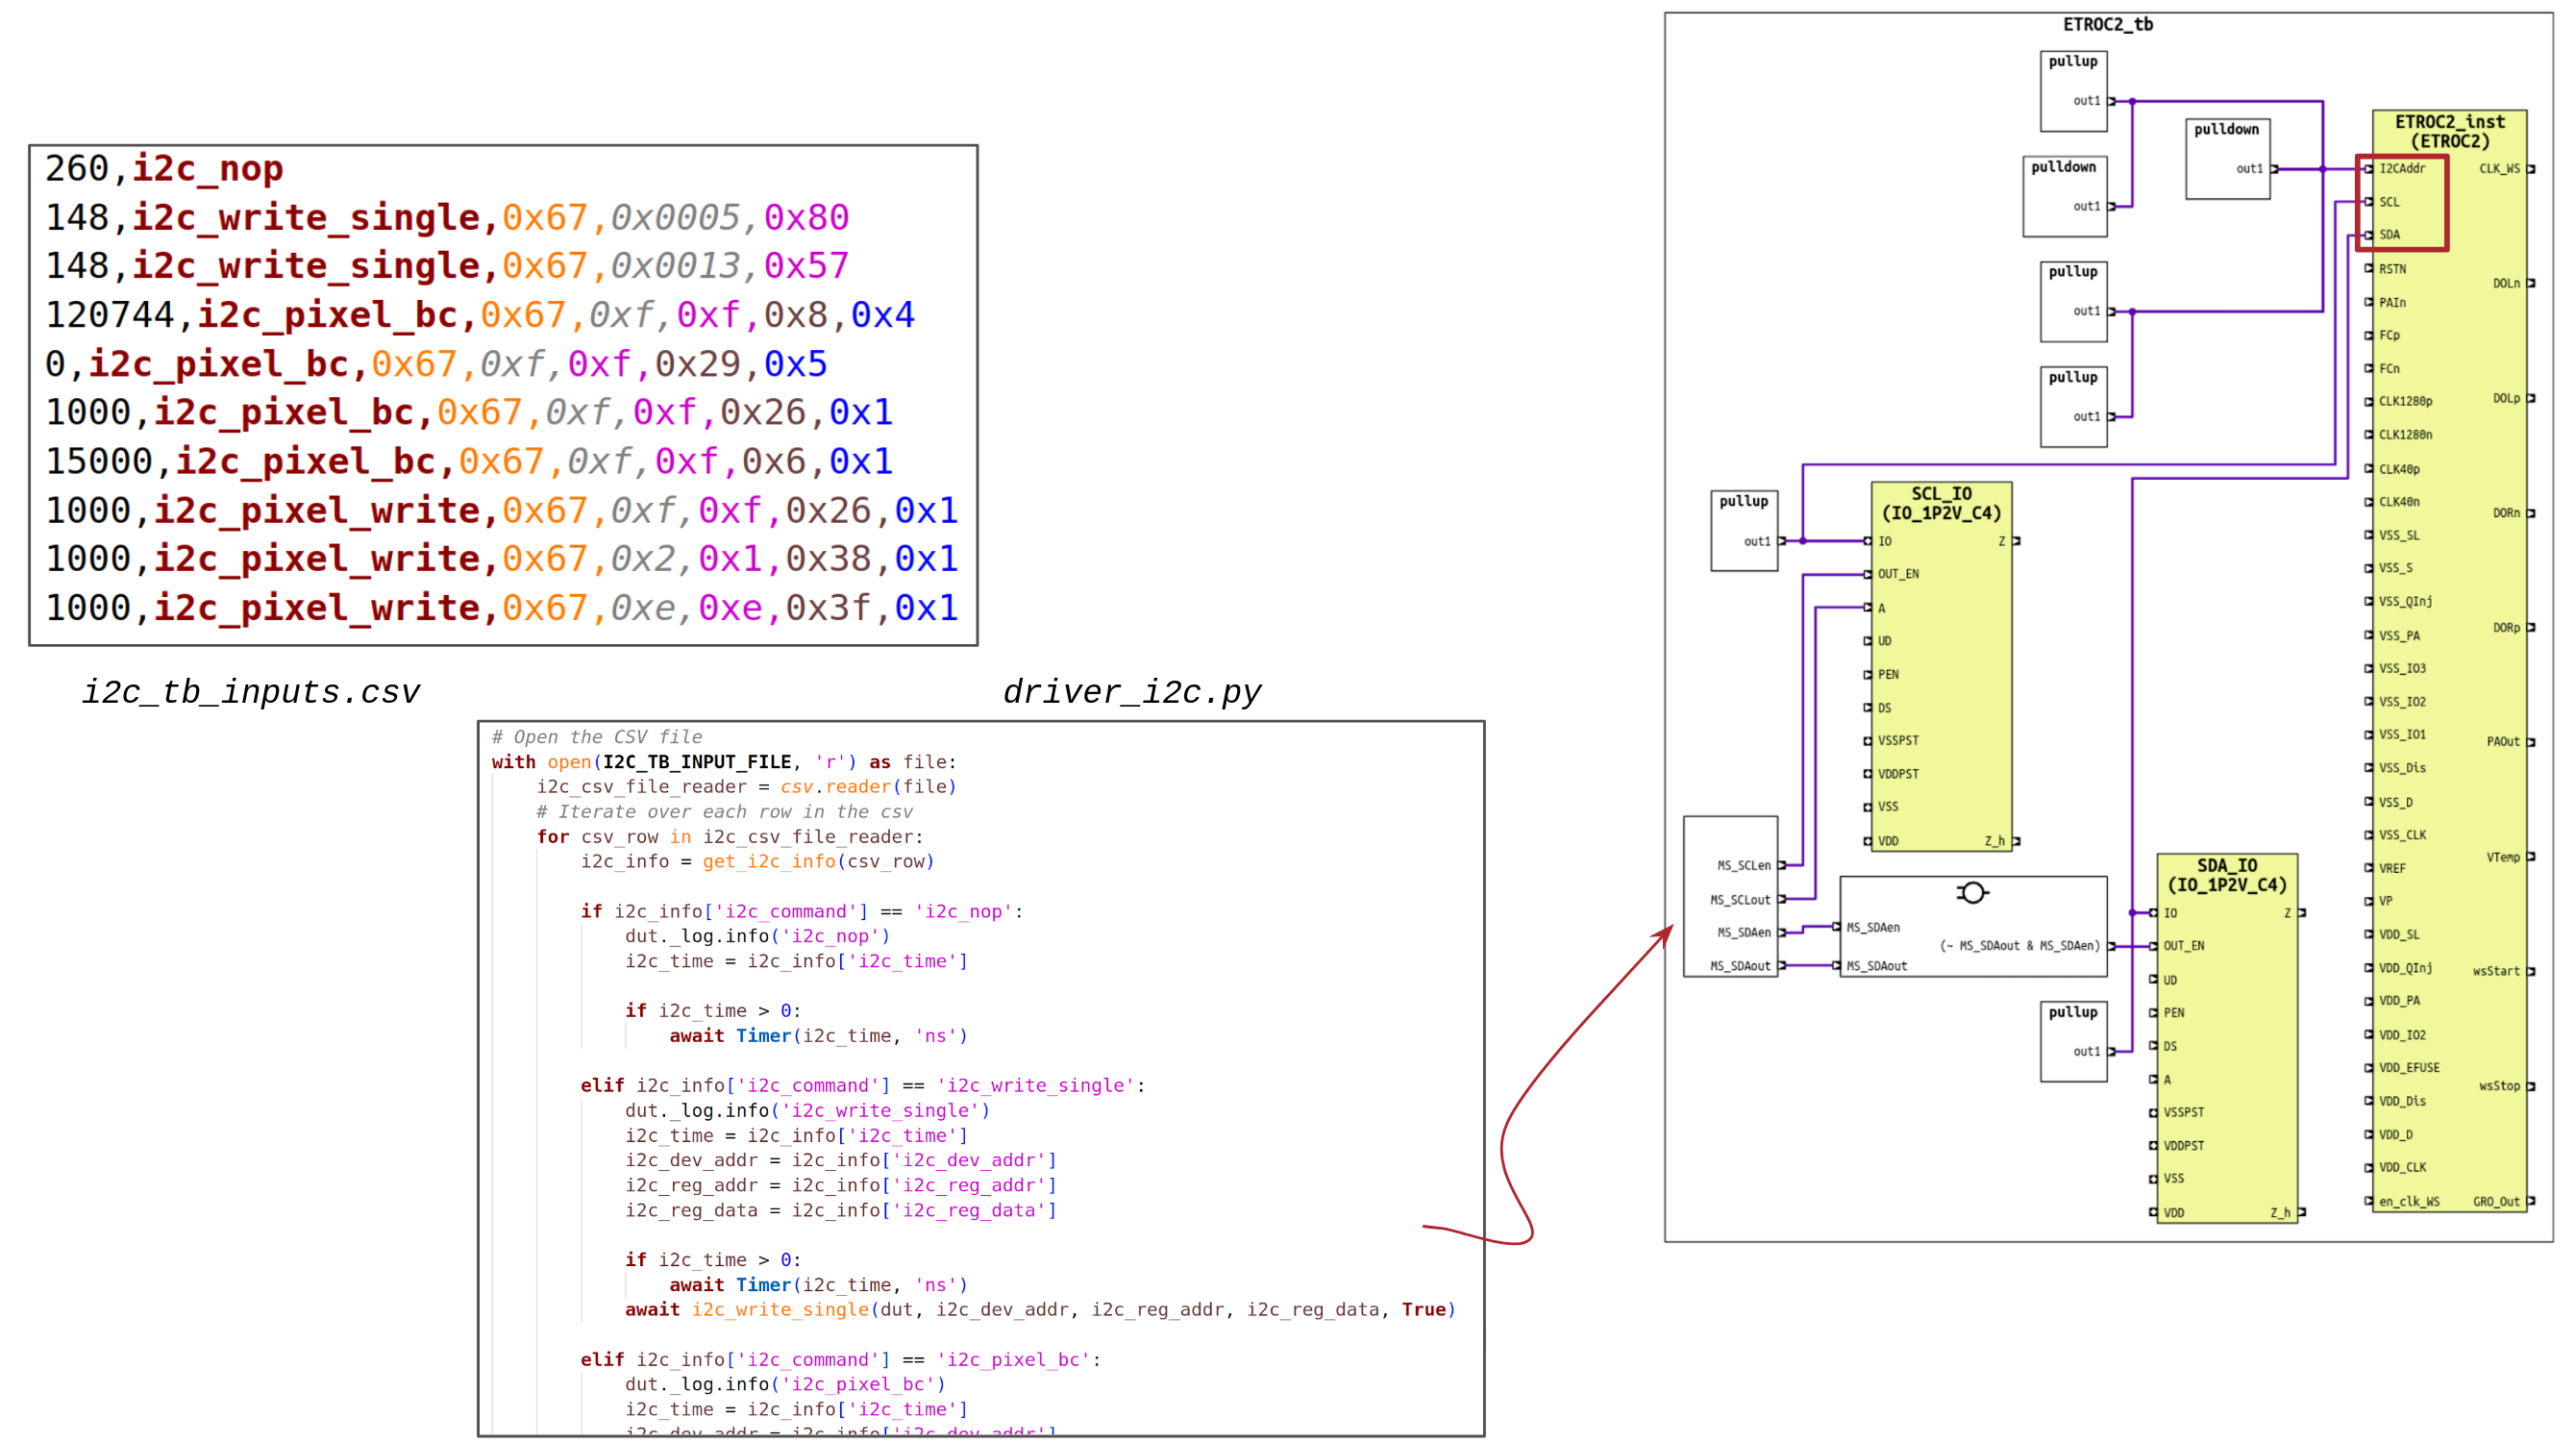 260,i2c_nop
148,i2c_write_single,0x67,0x0005,0x80
148,i2c_write_single,0x67,0x0013,0x57
120744,i2c_pixel_bc,0x67,0xf,0xf,0x8,0x4
0,i2c_pixel_bc,0x67,0xf,0xf,0x29,0x5
1000,i2c_pixel_bc,0x67,0xf,0xf,0x26,0x1
15000,i2c_pixel_bc,0x67,0xf,0xf,0x6,0x1
1000,i2c_pixel_write,0x67,0xf,0xf,0x26,0x1
1000,i2c_pixel_write,0x67,0x2,0x1,0x38,0x1
1000,i2c_pixel_write,0x67,0xe,0xe,0x3f,0x1
i2c_tb_inputs.csv
driver_i2c.py
# Open the CSV file
with open(I2C_TB_INPUT_FILE, 'r') as file:
i2c_csv_file_reader = csv.reader(file)
# Iterate over each row in the csv
for csv_row in i2c_csv_file_reader:
i2c_info = get_i2c_info(csv_row)
if i2c_info['i2c_command'] == 'i2c_nop':
dut._log.info('i2c_nop')
i2c_time = i2c_info['i2c_time']
if i2c_time > 0:
await Timer(i2c_time, 'ns')
elif i2c_info['i2c_command'] == 'i2c_write_single':
dut._log.info('i2c_write_single')
i2c_time = i2c_info['i2c_time']
i2c_dev_addr = i2c_info['i2c_dev_addr']
i2c_reg_addr = i2c_info['i2c_reg_addr']
i2c_reg_data = i2c_info['i2c_reg_data']
if i2c_time > 0:
await Timer(i2c_time, 'ns')
await i2c_write_single(dut, i2c_dev_addr, i2c_reg_addr, i2c_reg_data, True)
elif i2c_info['i2c_command'] == 'i2c_pixel_bc':
dut._log.info('i2c_pixel_bc')
i2c_time = i2c_info['i2c_time']
i2c_dev_addr = i2c_info['i2c_dev_addr']
ETROC2_tb
pullup
out1
pulldown
out1
pulldown
out1
pullup
out1
pullup
out1
pullup
out1
SCL_IO
(IO_1P2V_C4)
IO
Z
OUT_EN
A
UD
PEN
DS
VSSPST
VDDPST
VSS
VDD
Z_h
MS_SCLen
MS_SCLout
MS_SDAen
MS_SDAout
MS_SDAen
(~ MS_SDAout & MS_SDAen)
MS_SDAout
pullup
out1
SDA_IO
(IO_1P2V_C4)
IO
Z
OUT_EN
UD
PEN
DS
A
VSSPST
VDDPST
VSS
VDD
Z_h
ETROC2_inst
(ETROC2)
I2CAddr
SCL
SDA
RSTN
PAIn
FCp
FCn
CLK1280p
CLK1280n
CLK40p
CLK40n
VSS_SL
VSS_S
VSS_QInj
VSS_PA
VSS_IO3
VSS_IO2
VSS_IO1
VSS_Dis
VSS_D
VSS_CLK
VREF
VP
VDD_SL
VDD_QInj
VDD_PA
VDD_IO2
VDD_EFUSE
VDD_Dis
VDD_D
VDD_CLK
en_clk_WS
CLK_WS
DOLn
DOLp
DORn
DORp
PAOut
VTemp
wsStart
wsStop
GRO_Out